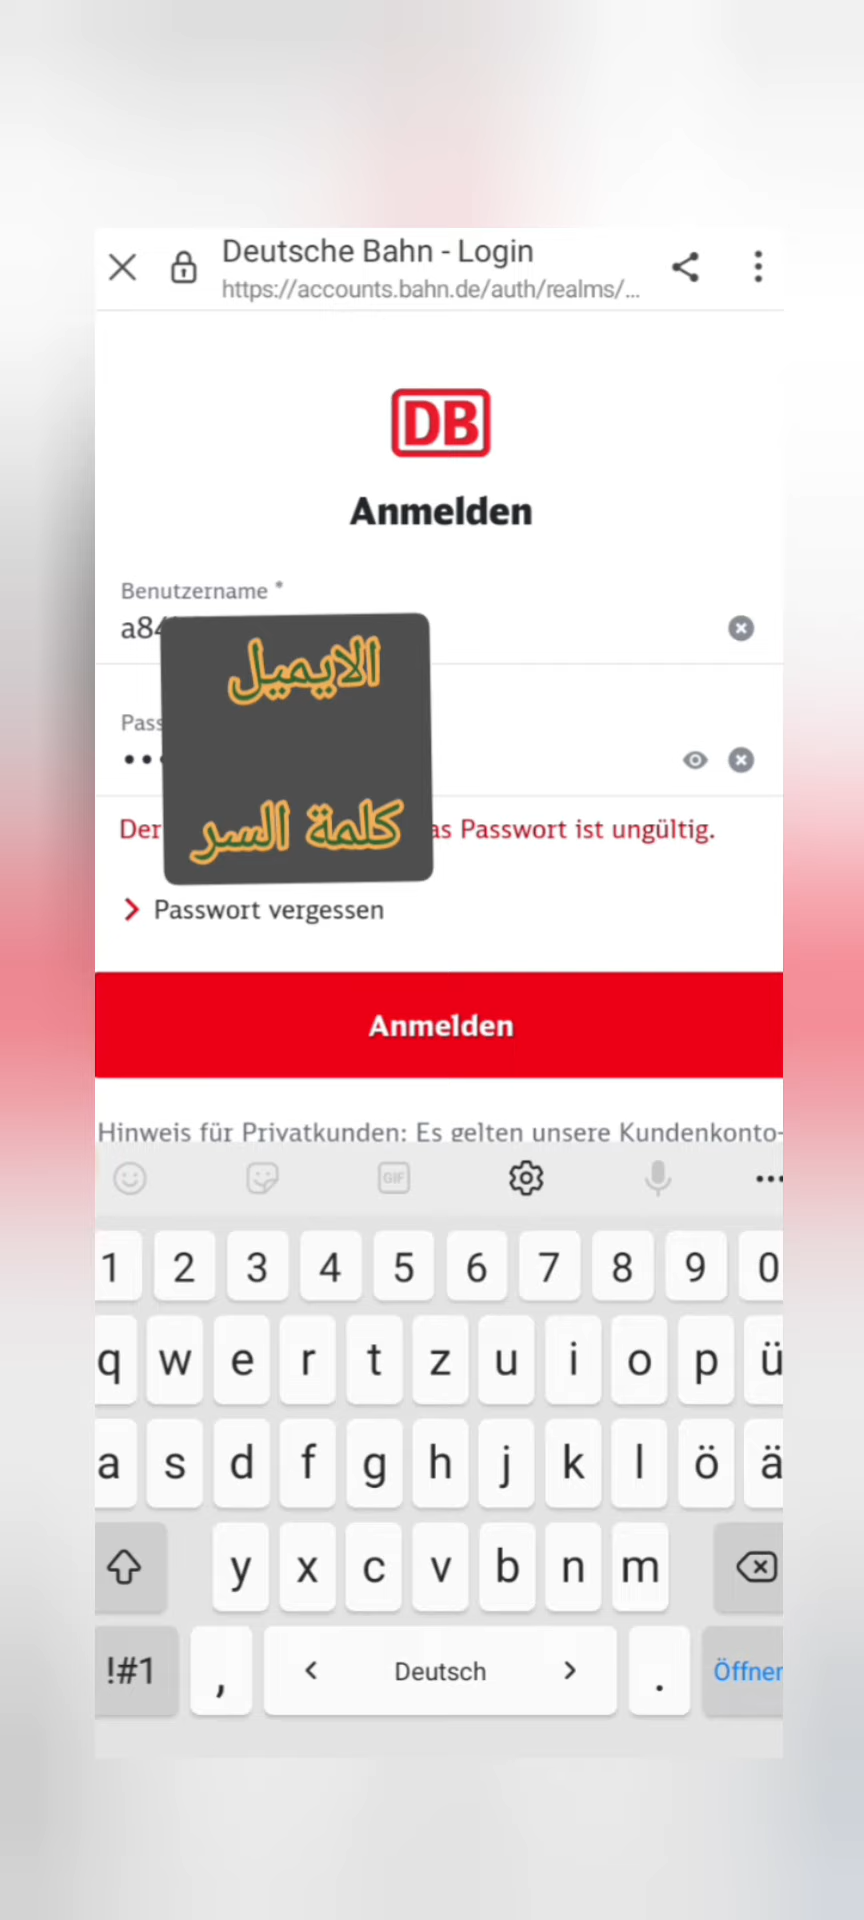 Deutsche Bahn - Login
https://accounts.bahn.de/auth/realms/...
DB
Anmelden
Benutzername *
a84
الايميل
Pass
كلمة السر
Der as Passwort ist ungültig.
Passwort vergessen
Anmelden
Hinweis für Privatkunden: Es gelten unsere Kundenkonto-
GIF
1 2 3 4 5 6 7 8 9 0
q w e r t z u i o p ü
a s d f g h j k l ö ä
y x c v b n m
!#1 , < Deutsch > . Öffnen